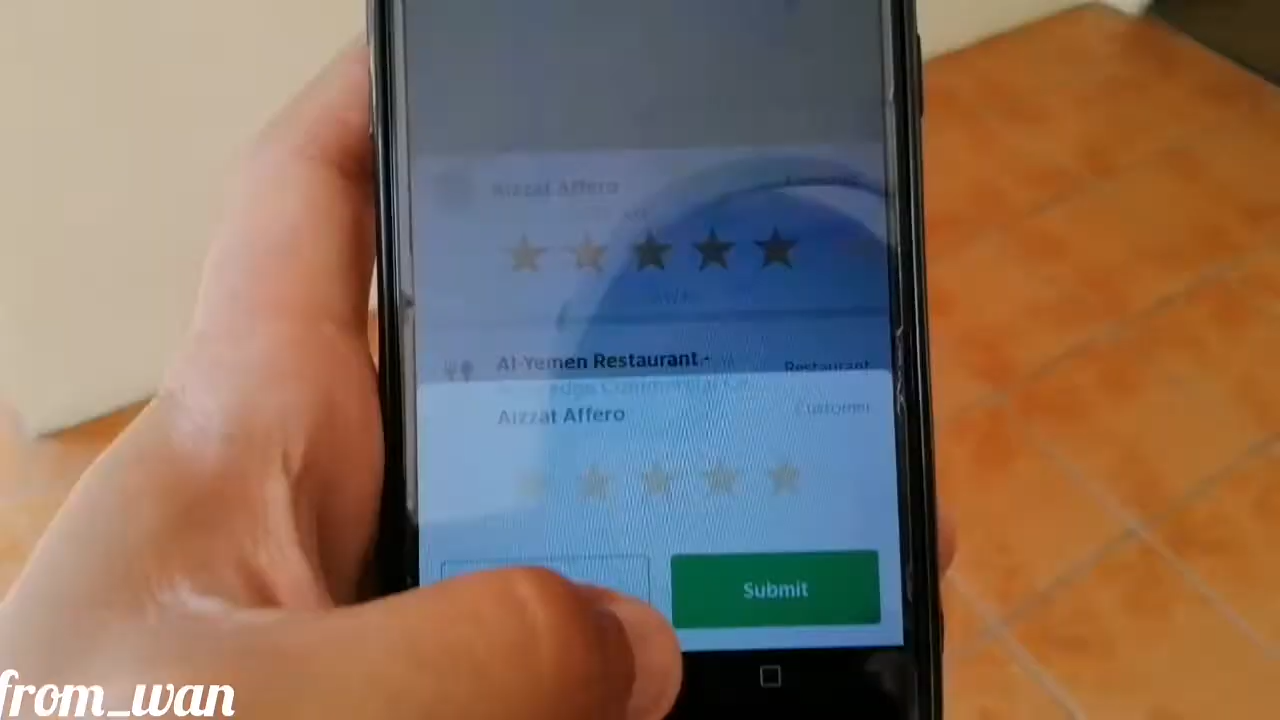 Aizzat Affero
Al-Yemen Restaurant -
Restaurant
Aizzat Affero
Customer
Submit
from_wan